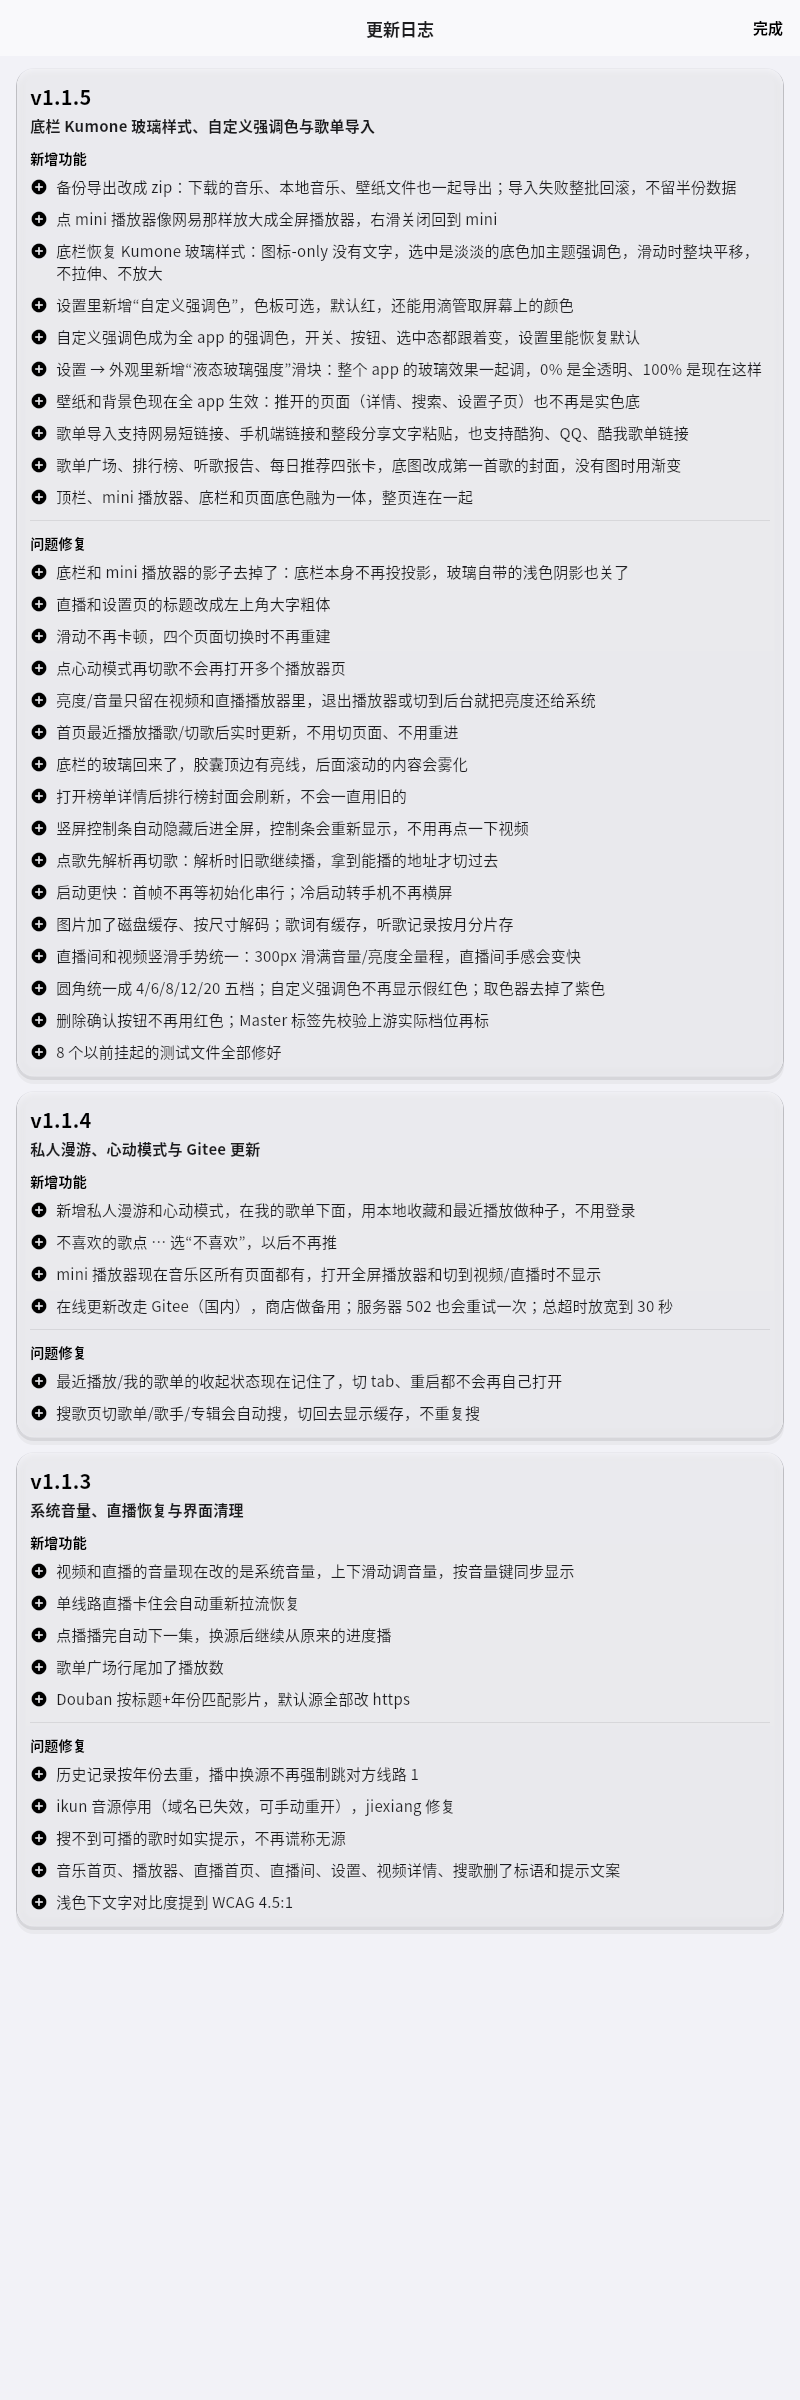 更新日志
完成
v1.1.5
底栏 Kumone 玻璃样式、自定义强调色与歌单导入
新增功能
备份导出改成 zip：下载的音乐、本地音乐、壁纸文件也一起导出；导入失败整批回滚，不留半份数据
点 mini 播放器像网易那样放大成全屏播放器，右滑关闭回到 mini
底栏恢复 Kumone 玻璃样式：图标-only 没有文字，选中是淡淡的底色加主题强调色，滑动时整块平移，
不拉伸、不放大
设置里新增“自定义强调色”，色板可选，默认红，还能用滴管取屏幕上的颜色
自定义强调色成为全 app 的强调色，开关、按钮、选中态都跟着变，设置里能恢复默认
设置 → 外观里新增“液态玻璃强度”滑块：整个 app 的玻璃效果一起调，0% 是全透明、100% 是现在这样
壁纸和背景色现在全 app 生效：推开的页面（详情、搜索、设置子页）也不再是实色底
歌单导入支持网易短链接、手机端链接和整段分享文字粘贴，也支持酷狗、QQ、酷我歌单链接
歌单广场、排行榜、听歌报告、每日推荐四张卡，底图改成第一首歌的封面，没有图时用渐变
顶栏、mini 播放器、底栏和页面底色融为一体，整页连在一起
问题修复
底栏和 mini 播放器的影子去掉了：底栏本身不再投投影，玻璃自带的浅色阴影也关了
直播和设置页的标题改成左上角大字粗体
滑动不再卡顿，四个页面切换时不再重建
点心动模式再切歌不会再打开多个播放器页
亮度/音量只留在视频和直播播放器里，退出播放器或切到后台就把亮度还给系统
首页最近播放播歌/切歌后实时更新，不用切页面、不用重进
底栏的玻璃回来了，胶囊顶边有亮线，后面滚动的内容会雾化
打开榜单详情后排行榜封面会刷新，不会一直用旧的
竖屏控制条自动隐藏后进全屏，控制条会重新显示，不用再点一下视频
点歌先解析再切歌：解析时旧歌继续播，拿到能播的地址才切过去
启动更快：首帧不再等初始化串行；冷启动转手机不再横屏
图片加了磁盘缓存、按尺寸解码；歌词有缓存，听歌记录按月分片存
直播间和视频竖滑手势统一：300px 滑满音量/亮度全量程，直播间手感会变快
圆角统一成 4/6/8/12/20 五档；自定义强调色不再显示假红色；取色器去掉了紫色
删除确认按钮不再用红色；Master 标签先校验上游实际档位再标
8 个以前挂起的测试文件全部修好
v1.1.4
私人漫游、心动模式与 Gitee 更新
新增功能
新增私人漫游和心动模式，在我的歌单下面，用本地收藏和最近播放做种子，不用登录
不喜欢的歌点 … 选“不喜欢”，以后不再推
mini 播放器现在音乐区所有页面都有，打开全屏播放器和切到视频/直播时不显示
在线更新改走 Gitee（国内），商店做备用；服务器 502 也会重试一次；总超时放宽到 30 秒
问题修复
最近播放/我的歌单的收起状态现在记住了，切 tab、重启都不会再自己打开
搜歌页切歌单/歌手/专辑会自动搜，切回去显示缓存，不重复搜
v1.1.3
系统音量、直播恢复与界面清理
新增功能
视频和直播的音量现在改的是系统音量，上下滑动调音量，按音量键同步显示
单线路直播卡住会自动重新拉流恢复
点播播完自动下一集，换源后继续从原来的进度播
歌单广场行尾加了播放数
Douban 按标题+年份匹配影片，默认源全部改 https
问题修复
历史记录按年份去重，播中换源不再强制跳对方线路 1
ikun 音源停用（域名已失效，可手动重开），jiexiang 修复
搜不到可播的歌时如实提示，不再谎称无源
音乐首页、播放器、直播首页、直播间、设置、视频详情、搜歌删了标语和提示文案
浅色下文字对比度提到 WCAG 4.5:1